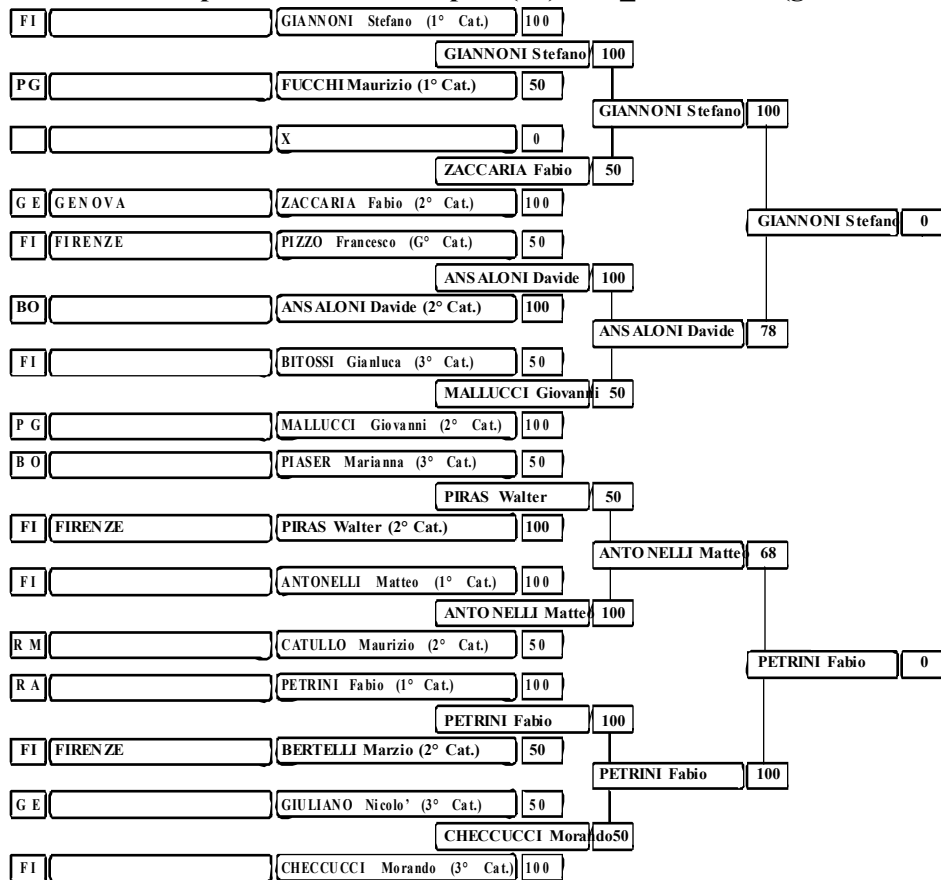 FI GIANNONI Stefano (1° Cat.) 100
GIANNONI Stefano 100
PG FUCCHI Maurizio (1° Cat.) 50
GIANNONI Stefano 100
X 0
ZACCARIA Fabio 50
GE GENOVA ZACCARIA Fabio (2° Cat.) 100
GIANNONI Stefano 0
FI FIRENZE PIZZO Francesco (G° Cat.) 50
ANSALONI Davide 100
BO ANSALONI Davide (2° Cat.) 100
ANSALONI Davide 78
FI BITOSSI Gianluca (3° Cat.) 50
MALLUCCI Giovanni 50
PG MALLUCCI Giovanni (2° Cat.) 100
BO PIASER Marianna (3° Cat.) 50
PIRAS Walter 50
FI FIRENZE PIRAS Walter (2° Cat.) 100
ANTONELLI Matteo 68
FI ANTONELLI Matteo (1° Cat.) 100
ANTONELLI Matteo 100
RM CATULLO Maurizio (2° Cat.) 50
PETRINI Fabio 0
RA PETRINI Fabio (1° Cat.) 100
PETRINI Fabio 100
FI FIRENZE BERTELLI Marzio (2° Cat.) 50
PETRINI Fabio 100
GE GIULIANO Nicolo' (3° Cat.) 50
CHECCUCCI Morando 50
FI CHECCUCCI Morando (3° Cat.) 100